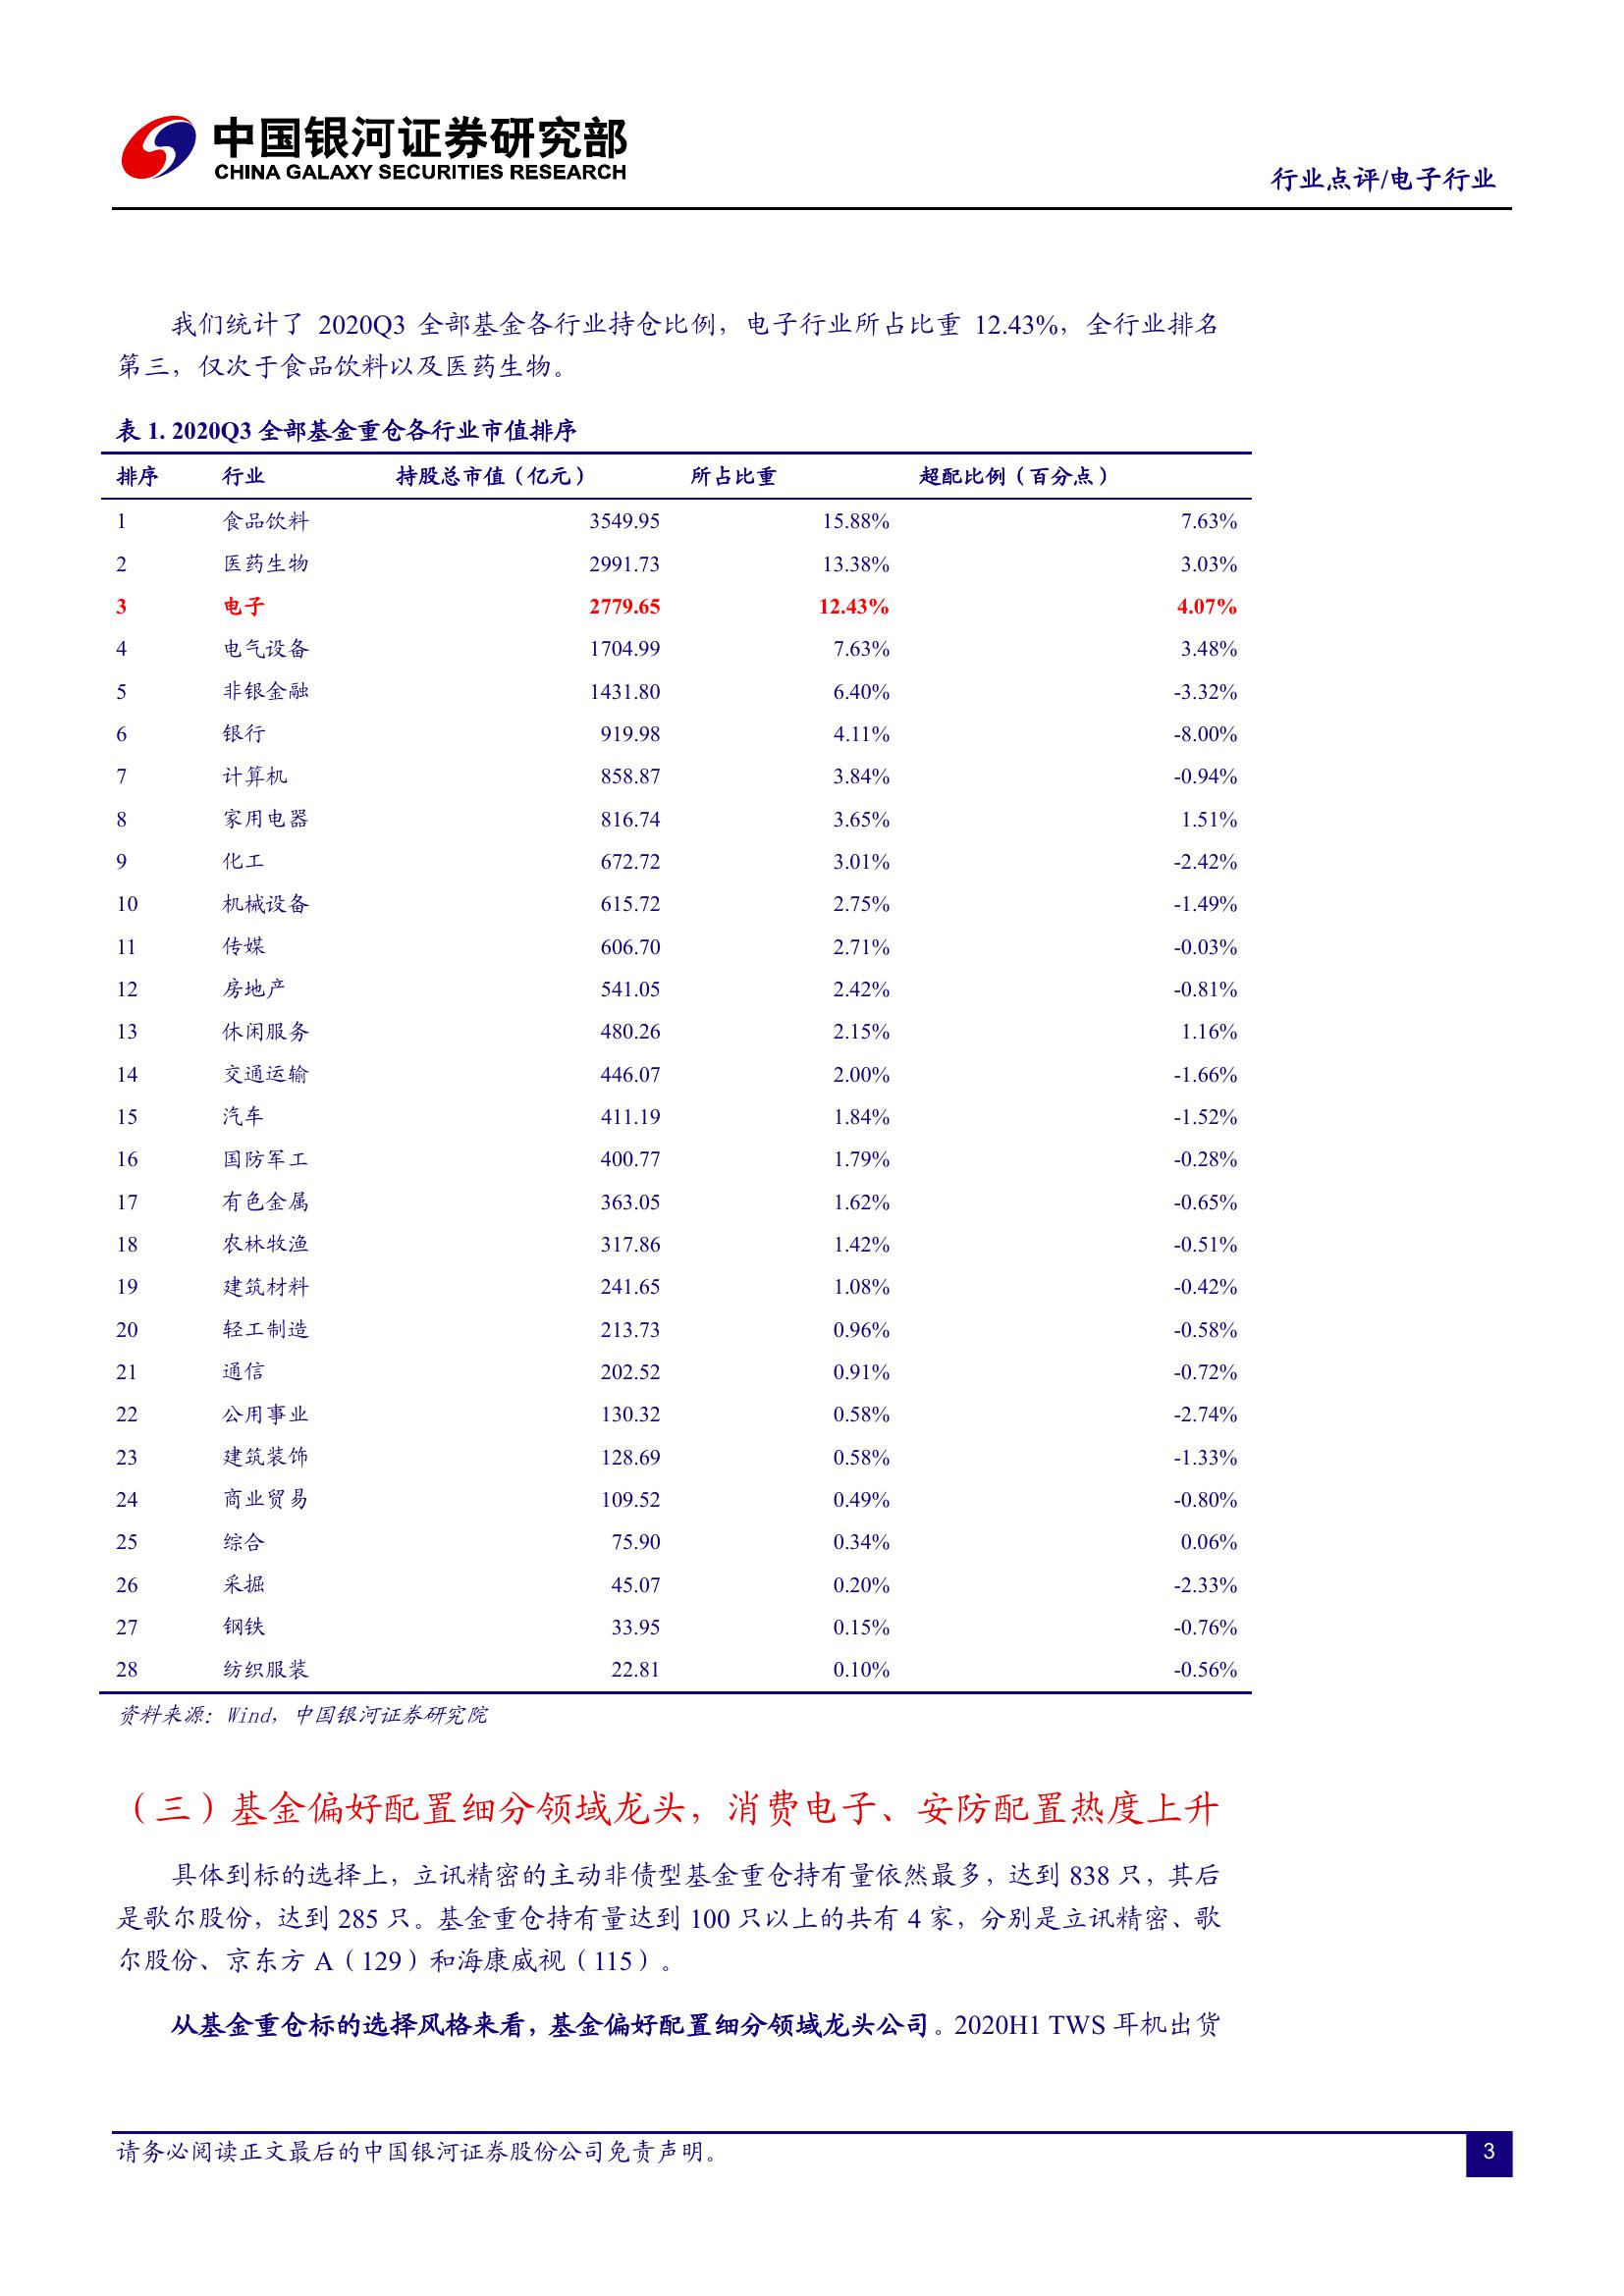 中国银河证券研究部
CHINA GALAXY SECURITIES RESEARCH
行业点评/电子行业
我们统计了 2020Q3 全部基金各行业持仓比例，电子行业所占比重 12.43%，全行业排名
第三，仅次于食品饮料以及医药生物。
表 1. 2020Q3 全部基金重仓各行业市值排序
排序 行业 持股总市值（亿元） 所占比重 超配比例（百分点）
1 食品饮料 3549.95 15.88% 7.63%
2 医药生物 2991.73 13.38% 3.03%
3 电子 2779.65 12.43% 4.07%
4 电气设备 1704.99 7.63% 3.48%
5 非银金融 1431.80 6.40% -3.32%
6 银行 919.98 4.11% -8.00%
7 计算机 858.87 3.84% -0.94%
8 家用电器 816.74 3.65% 1.51%
9 化工 672.72 3.01% -2.42%
10 机械设备 615.72 2.75% -1.49%
11 传媒 606.70 2.71% -0.03%
12 房地产 541.05 2.42% -0.81%
13 休闲服务 480.26 2.15% 1.16%
14 交通运输 446.07 2.00% -1.66%
15 汽车 411.19 1.84% -1.52%
16 国防军工 400.77 1.79% -0.28%
17 有色金属 363.05 1.62% -0.65%
18 农林牧渔 317.86 1.42% -0.51%
19 建筑材料 241.65 1.08% -0.42%
20 轻工制造 213.73 0.96% -0.58%
21 通信 202.52 0.91% -0.72%
22 公用事业 130.32 0.58% -2.74%
23 建筑装饰 128.69 0.58% -1.33%
24 商业贸易 109.52 0.49% -0.80%
25 综合 75.90 0.34% 0.06%
26 采掘 45.07 0.20% -2.33%
27 钢铁 33.95 0.15% -0.76%
28 纺织服装 22.81 0.10% -0.56%
资料来源：Wind，中国银河证券研究院
（三）基金偏好配置细分领域龙头，消费电子、安防配置热度上升
具体到标的选择上，立讯精密的主动非债型基金重仓持有量依然最多，达到 838 只，其后
是歌尔股份，达到 285 只。基金重仓持有量达到 100 只以上的共有 4 家，分别是立讯精密、歌
尔股份、京东方 A（129）和海康威视（115）。
从基金重仓标的选择风格来看，基金偏好配置细分领域龙头公司。2020H1 TWS 耳机出货
请务必阅读正文最后的中国银河证券股份公司免责声明。
3